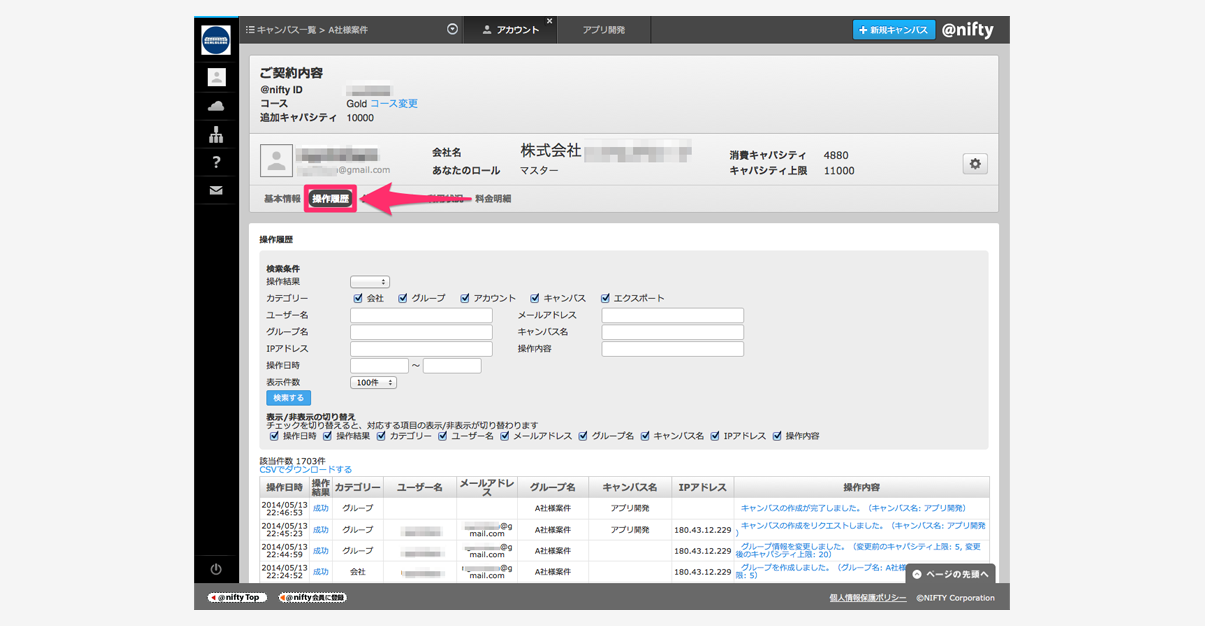 キャンバス一覧 > A社様案件
アカウント
アプリ開発
+ 新規キャンバス
@nifty
ご契約内容
@nifty ID
コース Gold コース変更
追加キャパシティ 10000
@gmail.com
会社名 株式会社
あなたのロール マスター
消費キャパシティ 4880
キャパシティ上限 11000
基本情報 操作履歴 料金明細
操作履歴
検索条件
操作結果
カテゴリー 会社 グループ アカウント キャンバス エクスポート
ユーザー名 メールアドレス
グループ名 キャンバス名
IPアドレス 操作内容
操作日時 ～
表示件数 100件
検索する
表示/非表示の切り替え
チェックを切り替えると、対応する項目の表示/非表示が切り替わります
操作日時 操作結果 カテゴリー ユーザー名 メールアドレス グループ名 キャンバス名 IPアドレス 操作内容
該当件数 1703件
CSVでダウンロードする
操作日時 操作結果 カテゴリー ユーザー名 メールアドレス グループ名 キャンバス名 IPアドレス 操作内容
2014/05/13 22:46:53 成功 グループ A社様案件 アプリ開発 キャンバスの作成が完了しました。（キャンバス名: アプリ開発）
2014/05/13 22:45:23 成功 グループ @gmail.com A社様案件 アプリ開発 180.43.12.229 キャンバスの作成をリクエストしました。（キャンバス名: アプリ開発）
2014/05/13 22:44:59 成功 グループ @gmail.com A社様案件 180.43.12.229 グループ情報を変更しました。（変更前のキャパシティ上限: 5, 変更後のキャパシティ上限: 20）
2014/05/13 22:24:52 成功 会社 @gmail.com A社様案件 180.43.12.229 グループを作成しました。（グループ名: A社様 限: 5）
ページの先頭へ
@nifty Top
@nifty会員に登録
個人情報保護ポリシー ©NIFTY Corporation